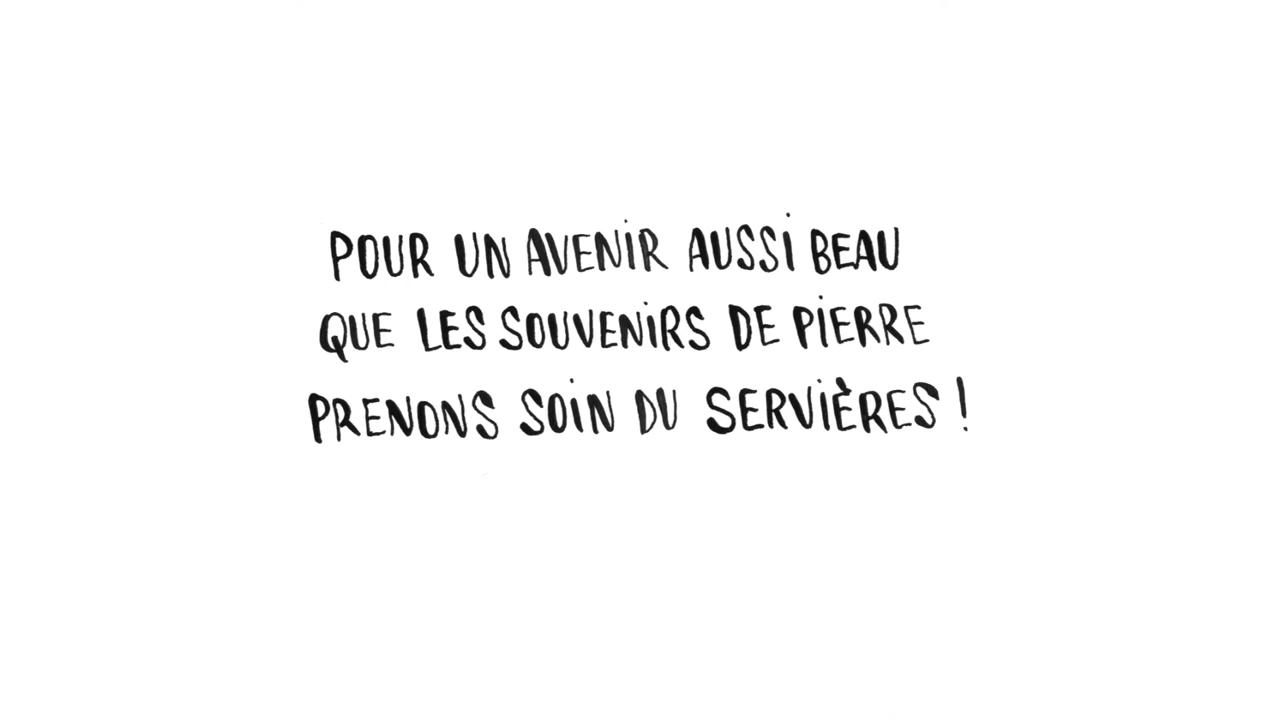 POUR UN AVENIR AUSSI BEAU
QUE LES SOUVENIRS DE PIERRE
PRENONS SOIN DU SERVIÈRES !